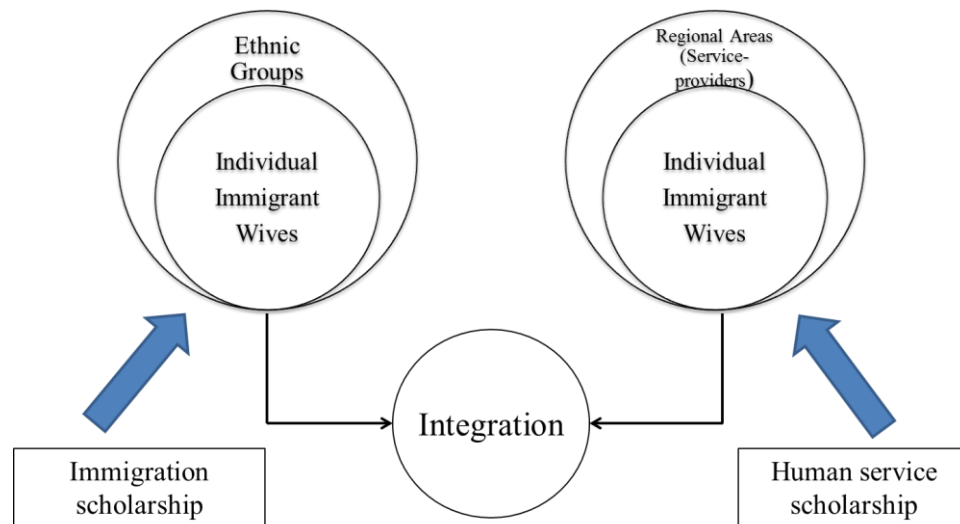 Ethnic
Groups
Individual
Immigrant
Wives
Regional Areas
(Service-
providers)
Individual
Immigrant
Wives
Integration
Immigration
scholarship
Human service
scholarship